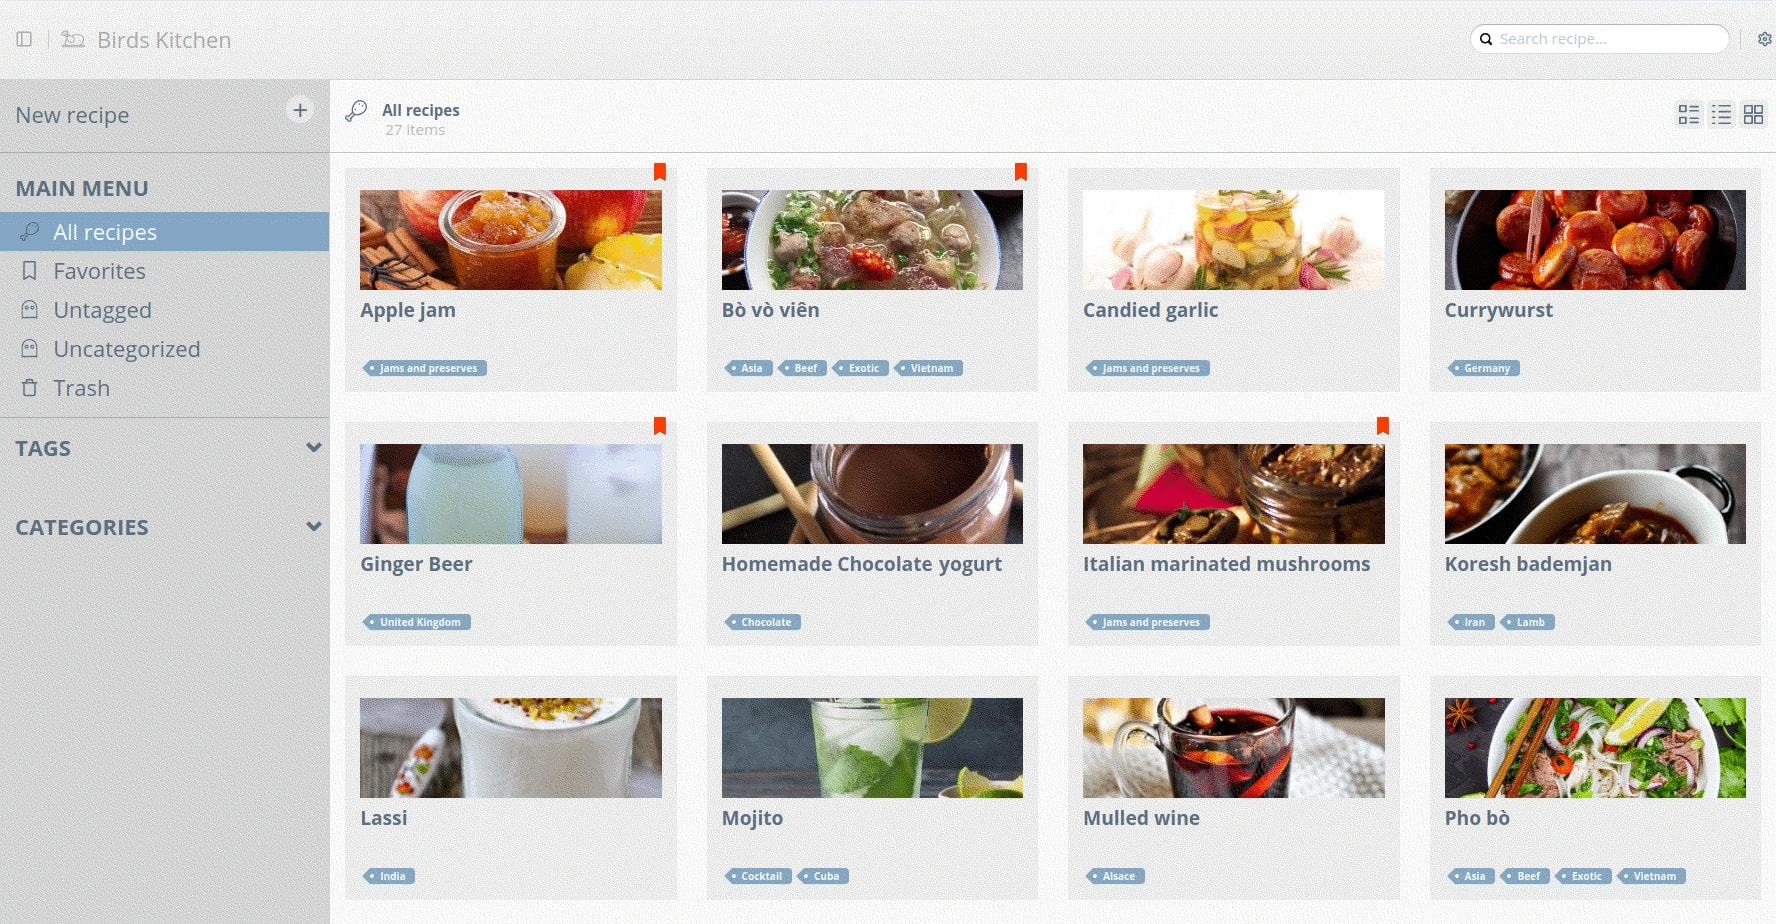 Birds Kitchen
Search recipe...
New recipe
MAIN MENU
All recipes
Favorites
Untagged
Uncategorized
Trash
TAGS
CATEGORIES
All recipes
27 items
Apple jam
Jams and preserves
Bò vò viên
Asia Beef Exotic Vietnam
Candied garlic
Jams and preserves
Currywurst
Germany
Ginger Beer
United Kingdom
Homemade Chocolate yogurt
Chocolate
Italian marinated mushrooms
Jams and preserves
Koresh bademjan
Iran Lamb
Lassi
India
Mojito
Cocktail Cuba
Mulled wine
Alsace
Pho bò
Asia Beef Exotic Vietnam